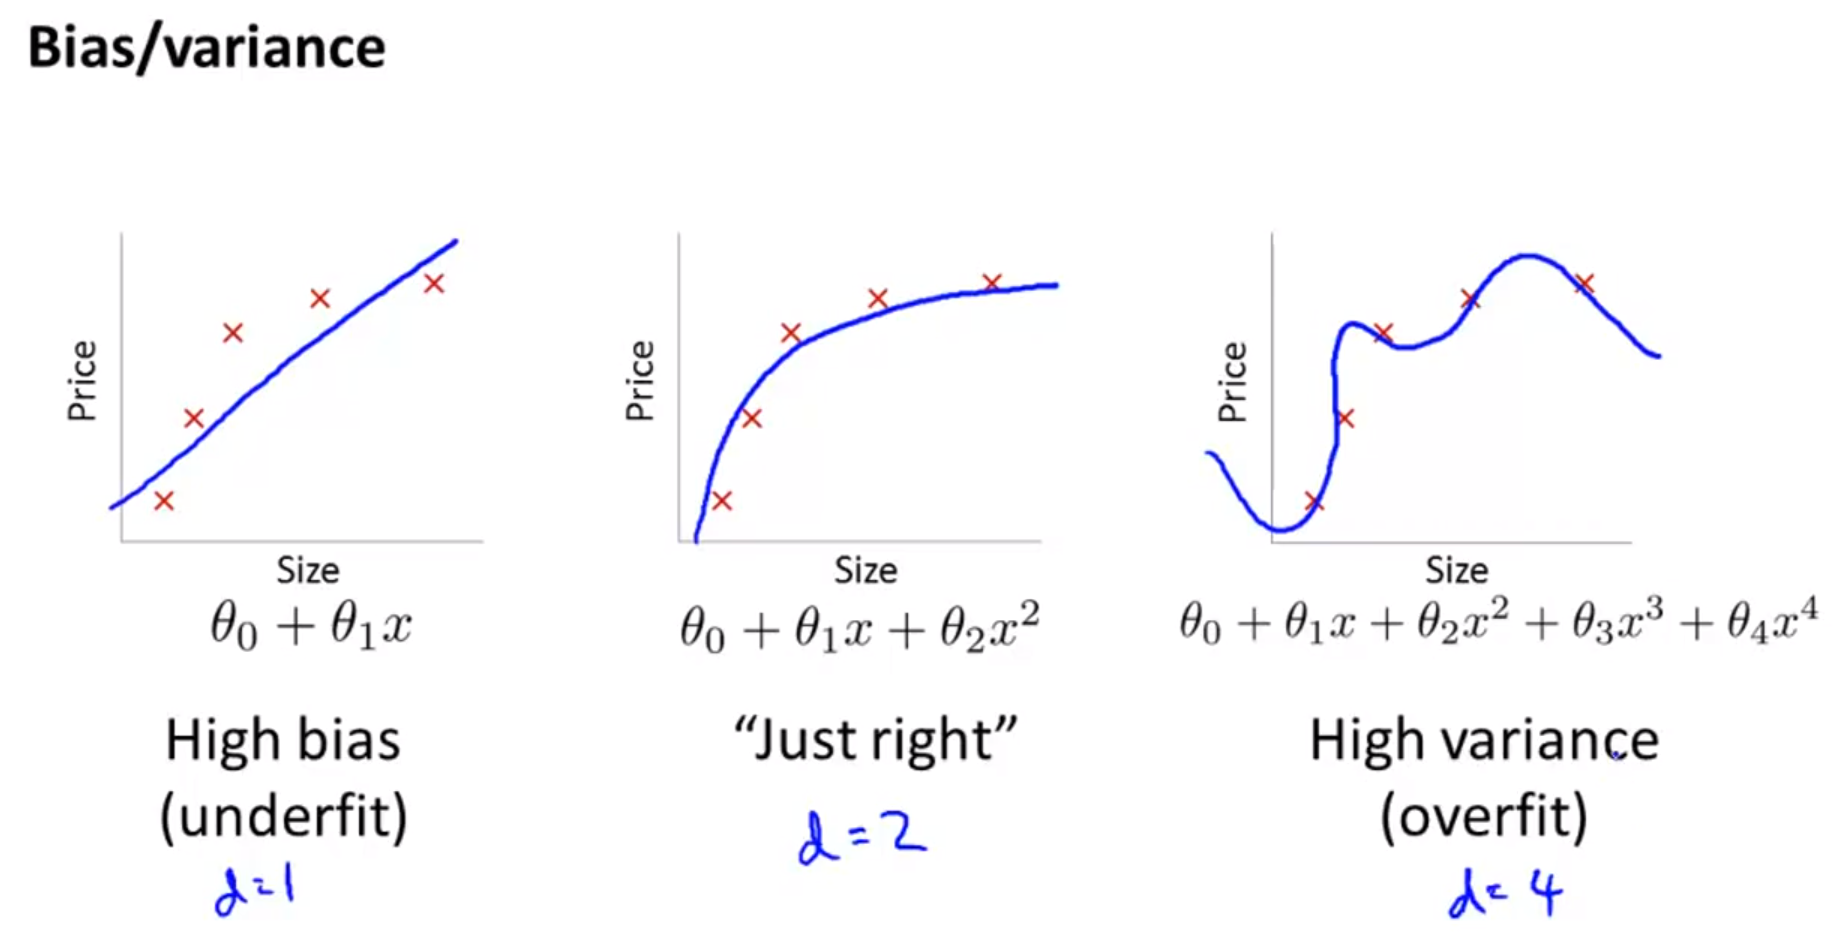 Bias/variance
Price
Size
θ₀ + θ₁x
High bias
(underfit)
d=1
Price
Size
θ₀ + θ₁x + θ₂x²
“Just right”
d=2
Price
Size
θ₀ + θ₁x + θ₂x² + θ₃x³ + θ₄x⁴
High variance
(overfit)
d=4